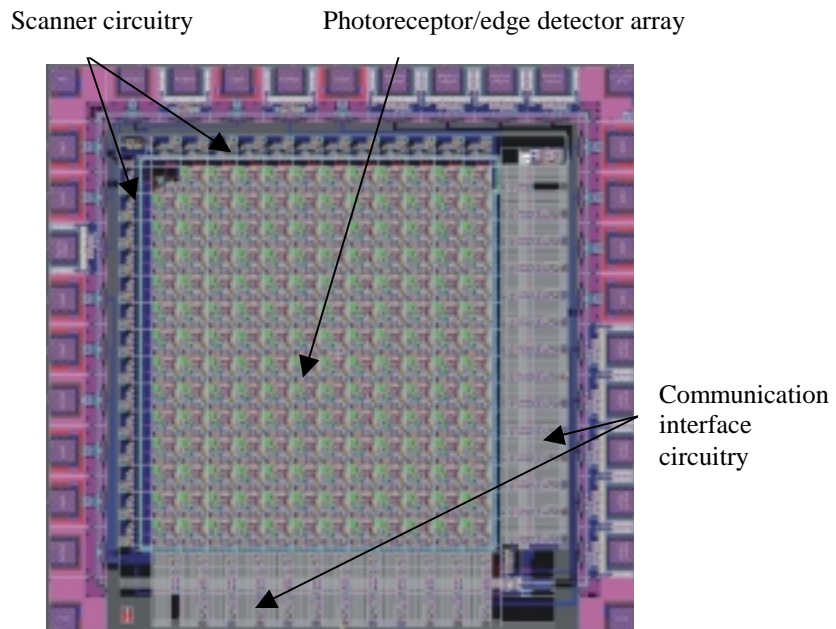 Scanner circuitry
Photoreceptor/edge detector array
Communication
interface
circuitry